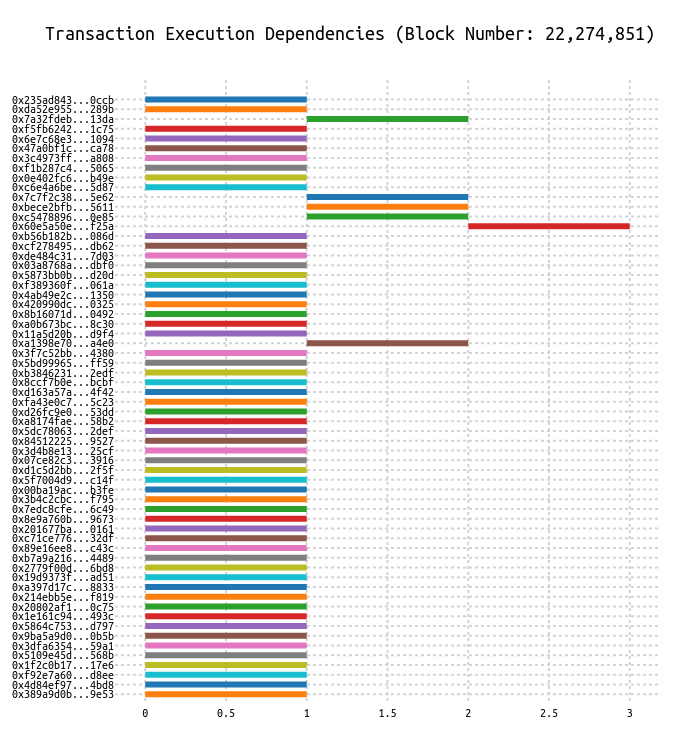 Transaction Execution Dependencies (Block Number: 22,274,851)
0x235ad843...0ccb
0xda52e955...289b
0x7a32fdeb...13da
0xf5fb6242...1c75
0x6e7c68e3...1094
0x47a0bf1c...ca78
0x3c4973ff...a808
0xf1b287c4...5065
0x0e402fc6...b49e
0xc6e4a6be...5d87
0x7c7f2c38...5e62
0xbece2bfb...5611
0xc5478896...0e85
0x60e5a50e...f25a
0xb56b182b...086d
0xcf278495...db62
0xde484c31...7d03
0x03a8768a...dbf0
0x5873bb0b...d20d
0xf389360f...061a
0x4ab49e2c...1350
0x420990dc...0325
0x8b16071d...0492
0xa0b673bc...8c30
0x11a5d20b...d9f4
0xa1398e70...a4e0
0x3f7c52bb...4380
0x5bd99965...ff59
0xb3846231...2edf
0x8ccf7b0e...bcbf
0xd163a57a...4f42
0xfa43e0c7...5c23
0xd26fc9e0...53dd
0xa8174fae...58b2
0x5dc78063...2def
0x84512225...9527
0x3d4b8e13...25cf
0x07ce82c3...3916
0xd1c5d2bb...2f5f
0x5f7004d9...c14f
0x00ba19ac...b3fe
0x3b4c2cbc...f795
0x7edc8cfe...6c49
0x8e9a760b...9673
0x201677ba...0161
0xc71ce776...32df
0x89e16ee8...c43c
0xb7a9a216...4489
0x2779f00d...6bd8
0x19d9373f...ad51
0xa397d17c...8833
0x214ebb5e...f819
0x20802af1...0c75
0x1e161c94...493c
0x5864c753...d797
0x9ba5a9d0...0b5b
0x3dfa6354...59a1
0x5109e45d...568b
0x1f2c0b17...17e6
0xf92e7a60...d8ee
0x4d84ef97...4bd8
0x389a9d0b...9e53
0 0.5 1 1.5 2 2.5 3